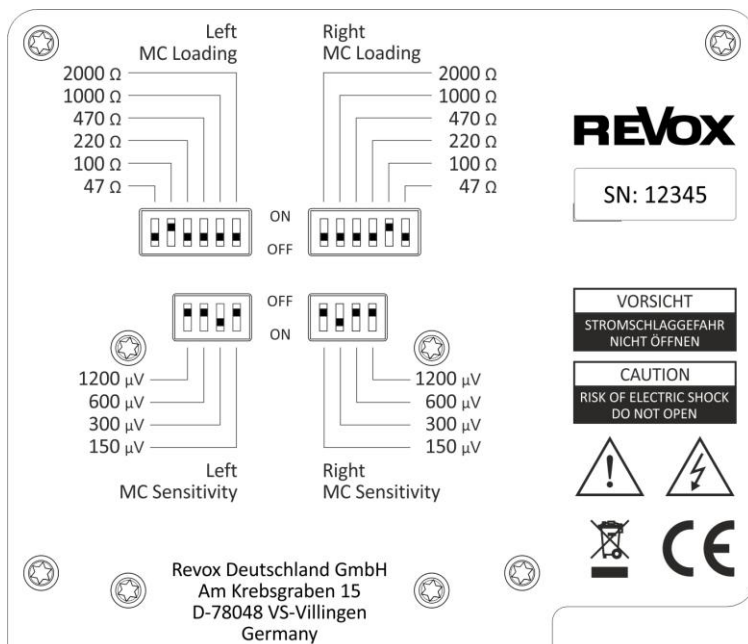 Left
MC Loading
2000 Ω
1000 Ω
470 Ω
220 Ω
100 Ω
47 Ω
Right
MC Loading
2000 Ω
1000 Ω
470 Ω
220 Ω
100 Ω
47 Ω
ON
OFF
OFF
ON
1200 µV
600 µV
300 µV
150 µV
Left
MC Sensitivity
1200 µV
600 µV
300 µV
150 µV
Right
MC Sensitivity
REVOX
SN: 12345
VORSICHT
STROMSCHLAGGEFAHR
NICHT ÖFFNEN
CAUTION
RISK OF ELECTRIC SHOCK
DO NOT OPEN
!
CE
Revox Deutschland GmbH
Am Krebsgraben 15
D-78048 VS-Villingen
Germany